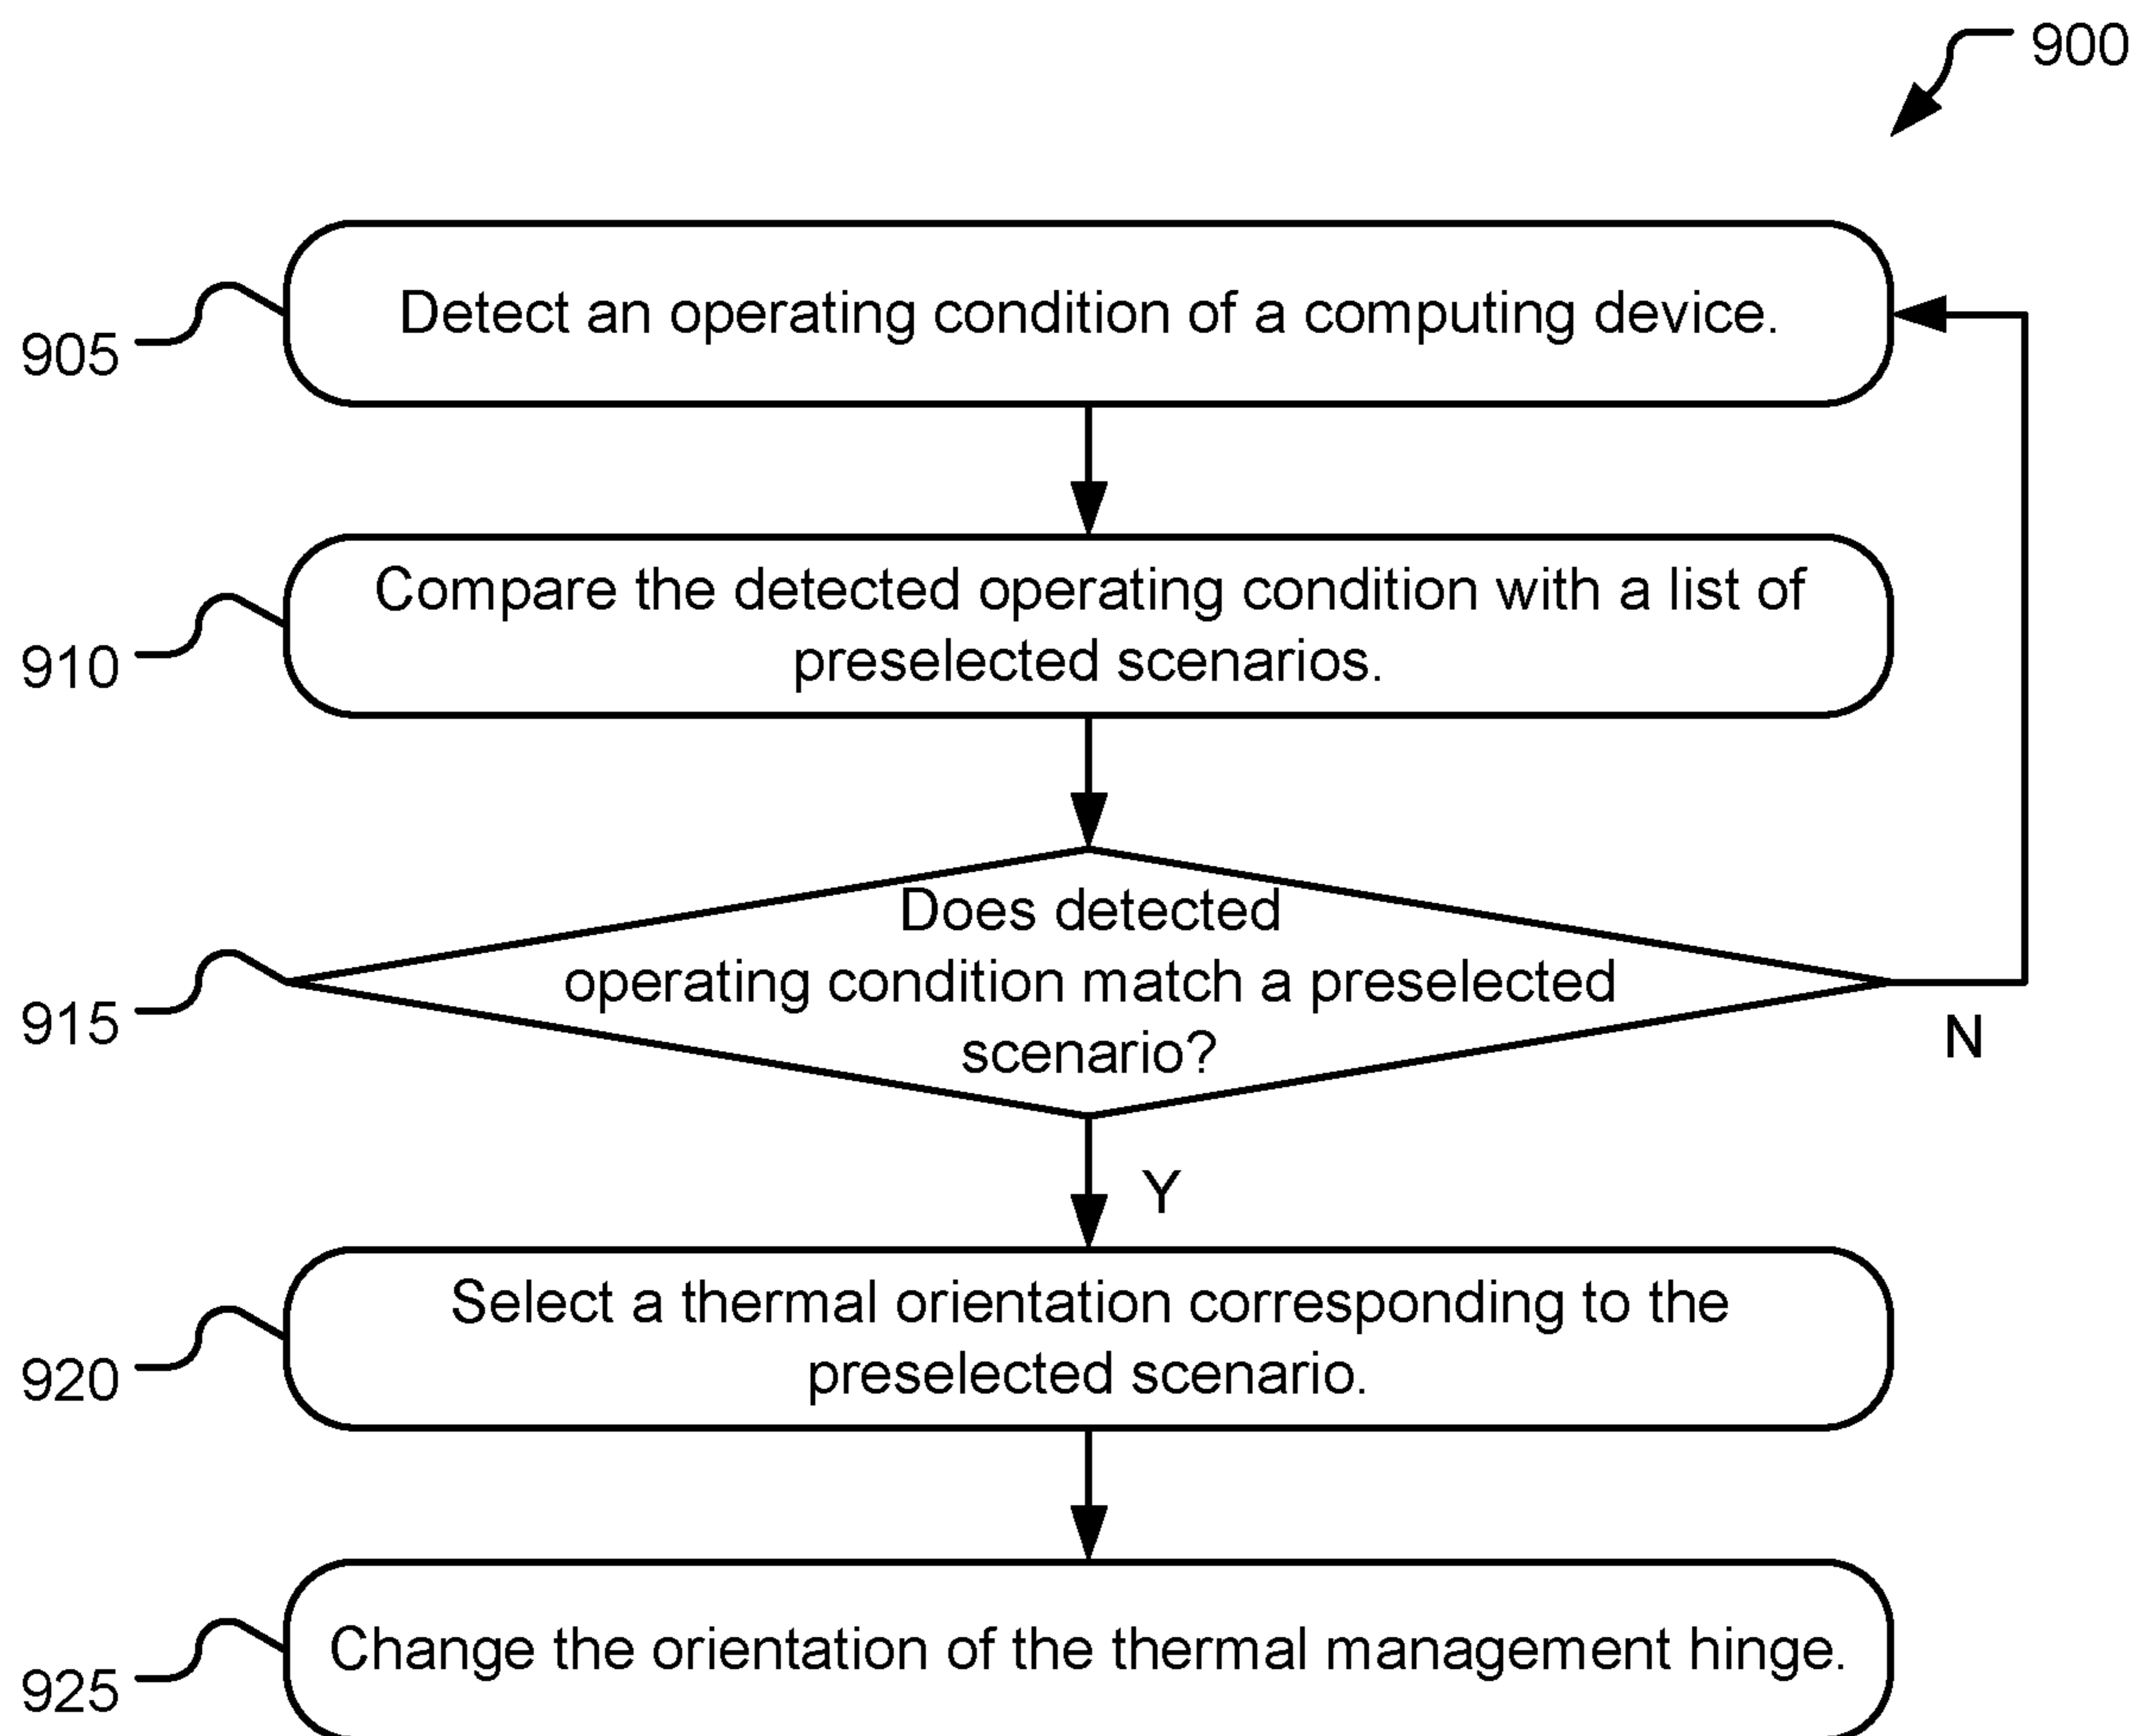 900
Detect an operating condition of a computing device.
905
Compare the detected operating condition with a list of
preselected scenarios.
910
Does detected
operating condition match a preselected
scenario?
915
N
Y
Select a thermal orientation corresponding to the
preselected scenario.
920
Change the orientation of the thermal management hinge.
925